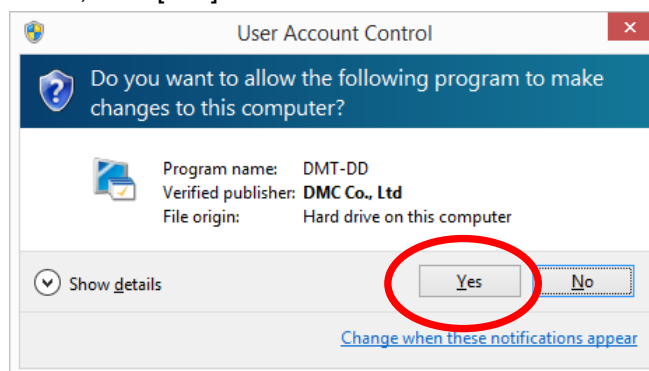 User Account Control
Do you want to allow the following program to make
changes to this computer?
Program name: DMT-DD
Verified publisher: DMC Co., Ltd
File origin: Hard drive on this computer
Show details
Yes
No
Change when these notifications appear